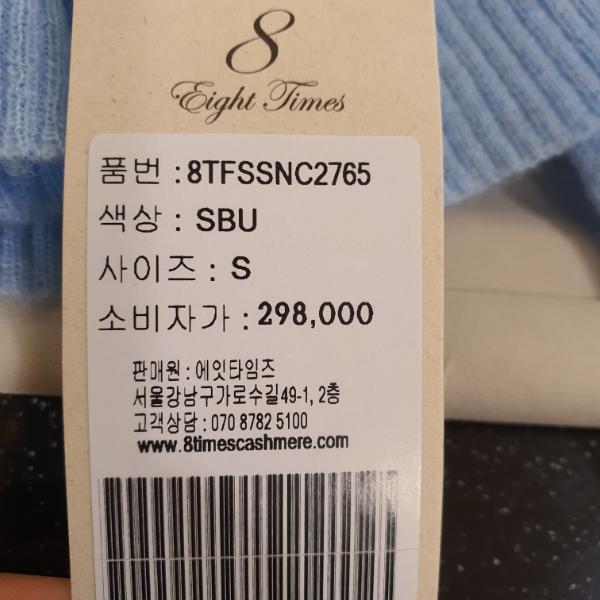 8
Eight Times
품번 : 8TFSSNC2765
색상 : SBU
사이즈 : S
소비자가 : 298,000
판매원 : 에잇타임즈
서울강남구가로수길49-1, 2층
고객상담 : 070 8782 5100
www.8timescashmere.com